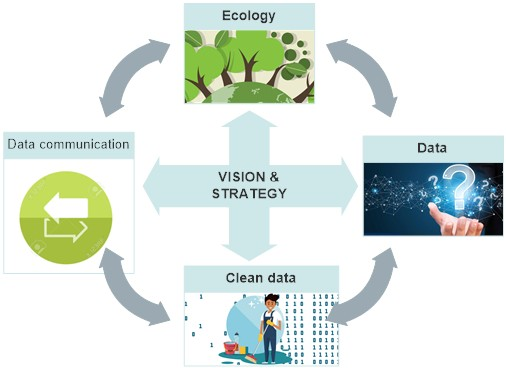 Ecology
Data communication
Data
VISION &
STRATEGY
Clean data